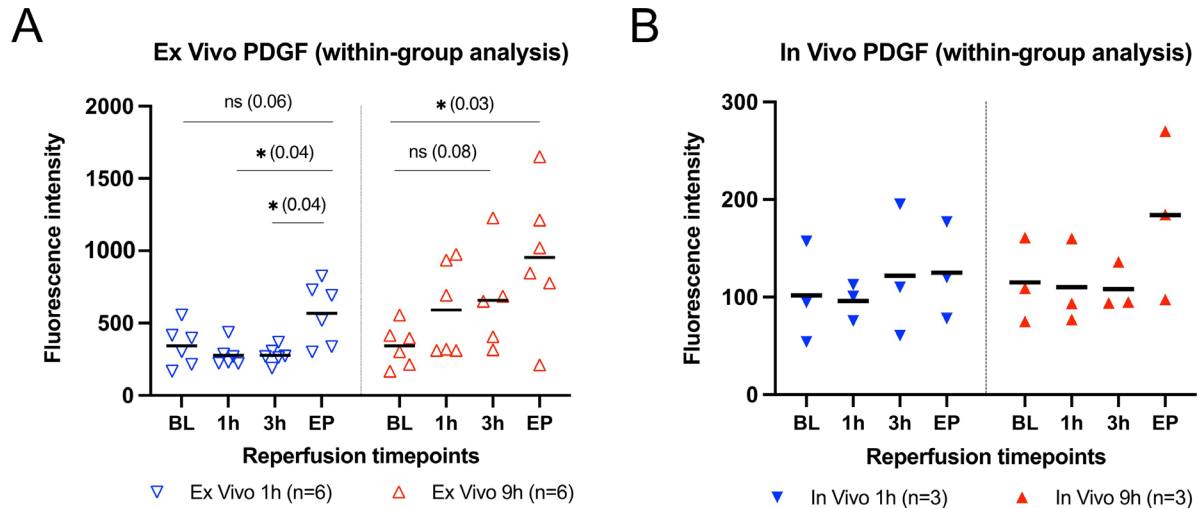 A
Ex Vivo PDGF (within-group analysis)
Fluorescence intensity
2000
1500
1000
500
0
ns (0.06)
* (0.04)
* (0.04)
* (0.03)
ns (0.08)
BL 1h 3h EP BL 1h 3h EP
Reperfusion timepoints
Ex Vivo 1h (n=6) Ex Vivo 9h (n=6)
B
In Vivo PDGF (within-group analysis)
Fluorescence intensity
300
200
100
0
BL 1h 3h EP BL 1h 3h EP
Reperfusion timepoints
In Vivo 1h (n=3) In Vivo 9h (n=3)